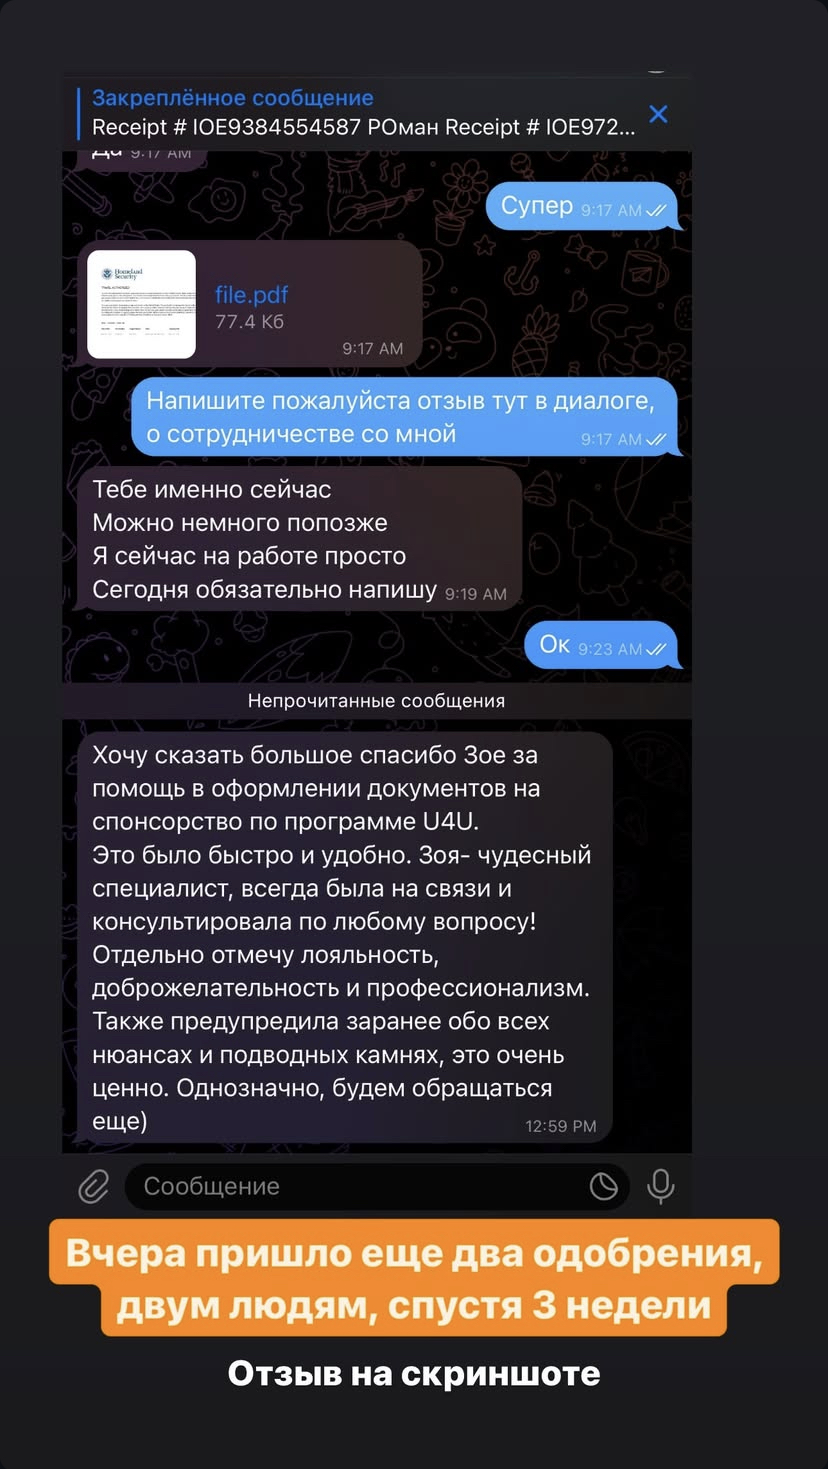 Закреплённое сообщение
Receipt # IOE9384554587 РОман Receipt # IOE972...
Да 9:17 AM
Супер 9:17 AM
Homeland
Security
file.pdf
77.4 Кб
9:17 AM
Напишите пожалуйста отзыв тут в диалоге,
о сотрудничестве со мной 9:17 AM
Тебе именно сейчас
Можно немного попозже
Я сейчас на работе просто
Сегодня обязательно напишу 9:19 AM
Ок 9:23 AM
Непрочитанные сообщения
Хочу сказать большое спасибо Зое за
помощь в оформлении документов на
спонсорство по программе U4U.
Это было быстро и удобно. Зоя- чудесный
специалист, всегда была на связи и
консультировала по любому вопросу!
Отдельно отмечу лояльность,
доброжелательность и профессионализм.
Также предупредила заранее обо всех
нюансах и подводных камнях, это очень
ценно. Однозначно, будем обращаться
еще) 12:59 PM
Сообщение
Вчера пришло еще два одобрения,
двум людям, спустя 3 недели
Отзыв на скриншоте